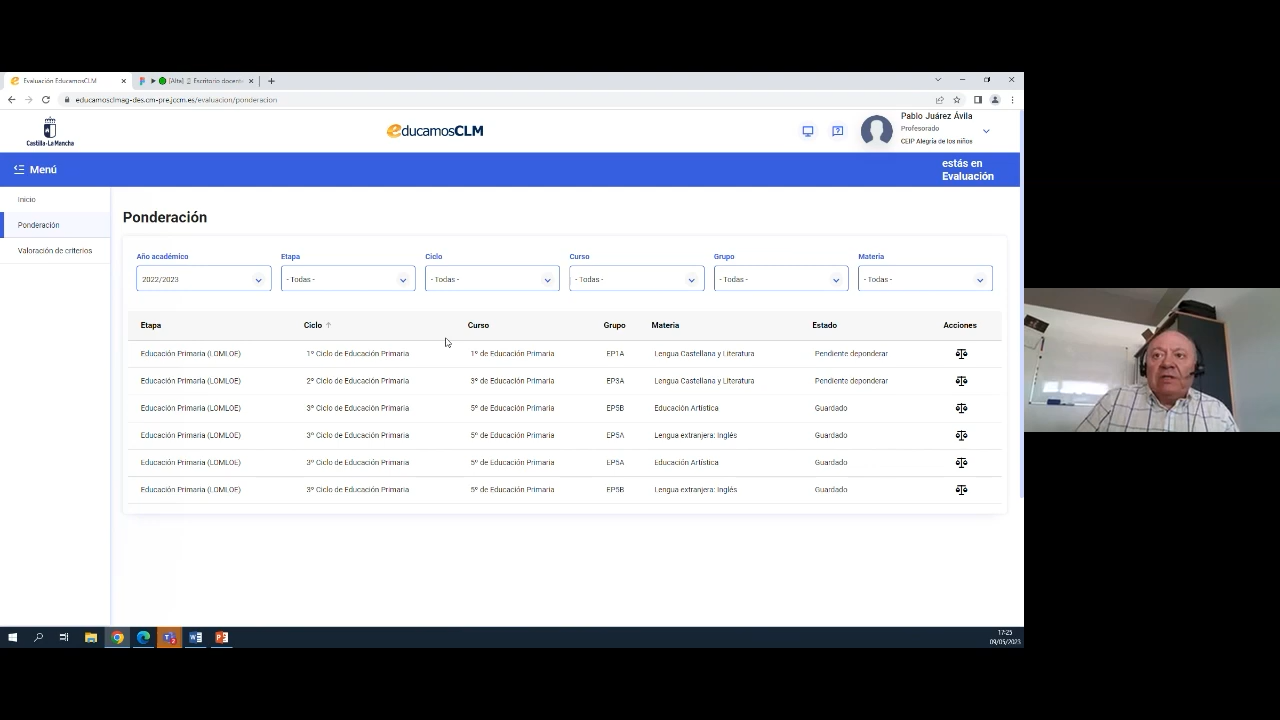 Evaluación EducamosCLM
[Alfa] Escritorio docente
educamosclmag-des.cm-pre.jccm.es/evaluacion/ponderacion
Castilla-La Mancha
educamosCLM
Pablo Juárez Ávila
Profesorado
CEIP Alegría de los niños
Menú
estás en
Evaluación
Inicio
Ponderación
Valoración de criterios
Ponderación
Año académico Etapa Ciclo Curso Grupo Materia
2022/2023 - Todas - - Todas - - Todas - - Todas - - Todas -
Etapa Ciclo Curso Grupo Materia Estado Acciones
Educación Primaria (LOMLOE) 1º Ciclo de Educación Primaria 1º de Educación Primaria EP1A Lengua Castellana y Literatura Pendiente deponderar
Educación Primaria (LOMLOE) 2º Ciclo de Educación Primaria 3º de Educación Primaria EP3A Lengua Castellana y Literatura Pendiente deponderar
Educación Primaria (LOMLOE) 3º Ciclo de Educación Primaria 5º de Educación Primaria EP5B Educación Artística Guardado
Educación Primaria (LOMLOE) 3º Ciclo de Educación Primaria 5º de Educación Primaria EP5A Lengua extranjera: Inglés Guardado
Educación Primaria (LOMLOE) 3º Ciclo de Educación Primaria 5º de Educación Primaria EP5A Educación Artística Guardado
Educación Primaria (LOMLOE) 3º Ciclo de Educación Primaria 5º de Educación Primaria EP5B Lengua extranjera: Inglés Guardado
17:25
09/05/2023